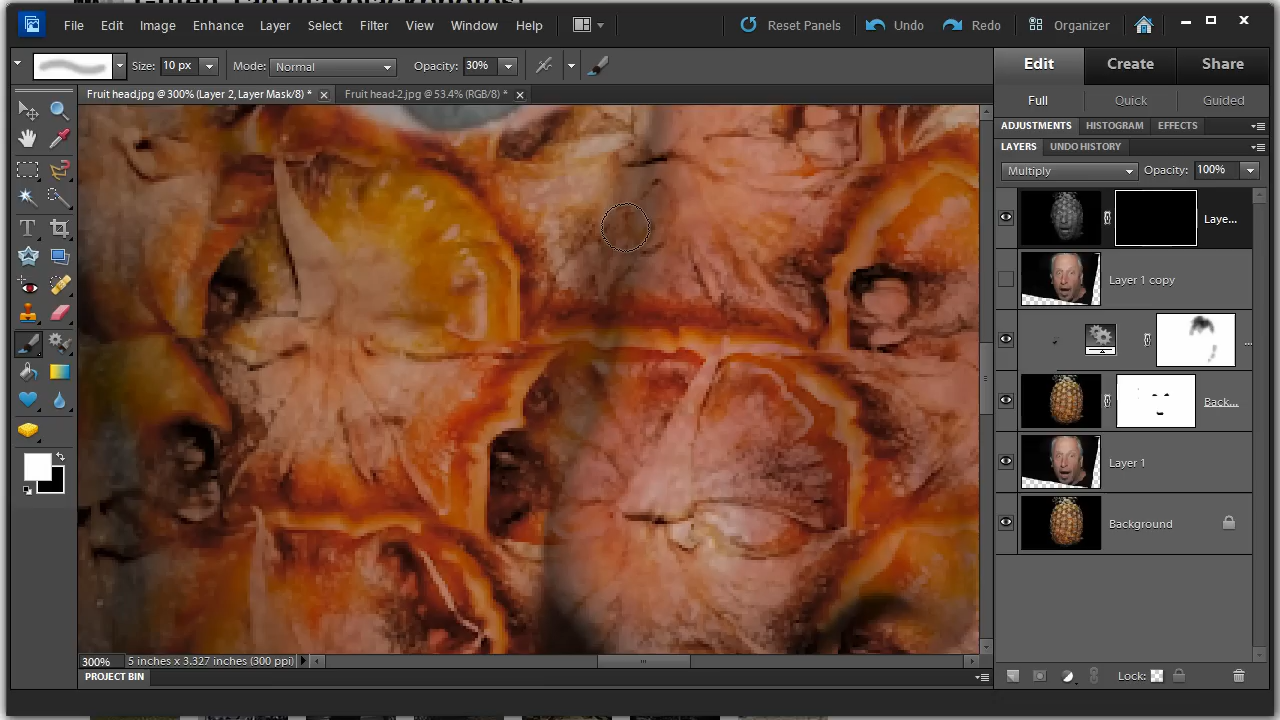 File Edit Image Enhance Layer Select Filter View Window Help Reset Panels Undo Redo Organizer
Size: 10 px Mode: Normal Opacity: 30% Edit Create Share
Fruit head.jpg @ 300% (Layer 2, Layer Mask/8) * Fruit head-2.jpg @ 53.4% (RGB/8) * Full Quick Guided
ADJUSTMENTS HISTOGRAM EFFECTS
LAYERS UNDO HISTORY
Multiply Opacity: 100%
Laye...
Layer 1 copy
...
Back...
Layer 1
Background
300% 5 inches x 3.327 inches (300 ppi)
PROJECT BIN Lock: